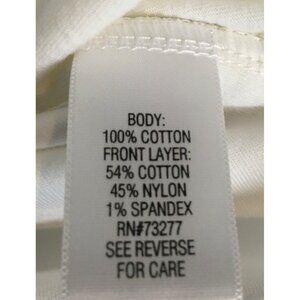 BODY:
100% COTTON
FRONT LAYER:
54% COTTON
45% NYLON
1% SPANDEX
RN#73277
SEE REVERSE
FOR CARE